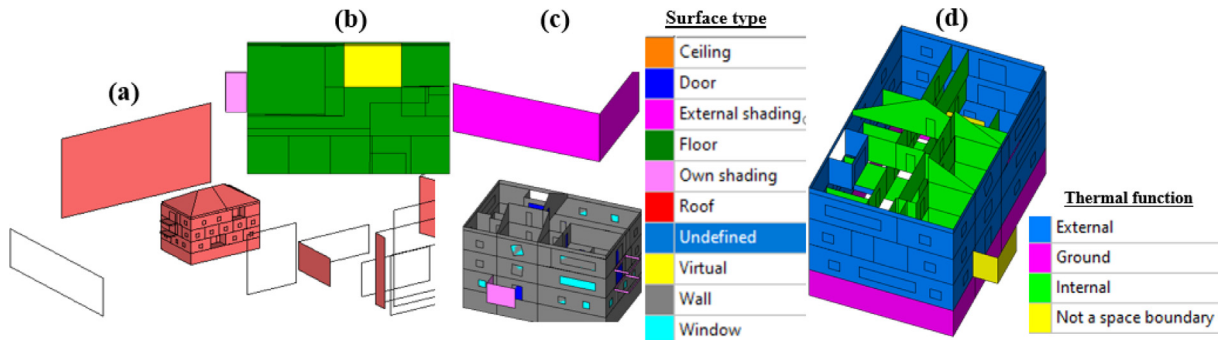 (a)
(b)
(c)
Surface type
Ceiling
Door
External shading
Floor
Own shading
Roof
Undefined
Virtual
Wall
Window
(d)
Thermal function
External
Ground
Internal
Not a space boundary